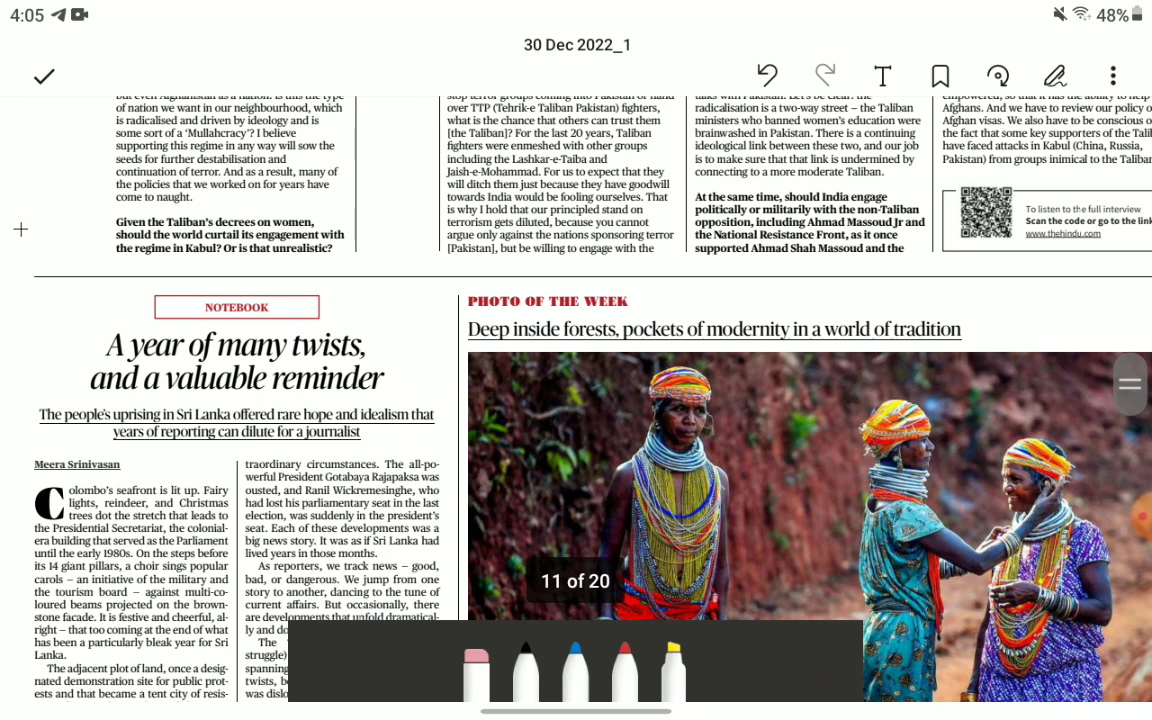 4:05
48%
30 Dec 2022_1
but even Afghanistan as a nation. Is this the type
of nation we want in our neighbourhood, which
is radicalised and driven by ideology and is
some sort of a ‘Mullahcracy’? I believe
supporting this regime in any way will sow the
seeds for further destabilisation and
continuation of terror. And as a result, many of
the policies that we worked on for years have
come to naught.
Given the Taliban’s decrees on women,
should the world curtail its engagement with
the regime in Kabul? Or is that unrealistic?
stop terror groups coming into Pakistan or hand
over TTP (Tehrik-e Taliban Pakistan) fighters,
what is the chance that others can trust them
[the Taliban]? For the last 20 years, Taliban
fighters were enmeshed with other groups
including the Lashkar-e-Taiba and
Jaish-e-Mohammad. For us to expect that they
will ditch them just because they have goodwill
towards India would be fooling ourselves. That
is why I hold that our principled stand on
terrorism gets diluted, because you cannot
argue only against the nations sponsoring terror
[Pakistan], but be willing to engage with the
talks with Pakistan. Let’s be clear: the
radicalisation is a two-way street – the Taliban
ministers who banned women’s education were
brainwashed in Pakistan. There is a continuing
ideological link between these two, and our job
is to make sure that that link is undermined by
connecting to a more moderate Taliban.
At the same time, should India engage
politically or militarily with the non-Taliban
opposition, including Ahmad Massoud Jr and
the National Resistance Front, as it once
supported Ahmad Shah Massoud and the
empowered, so that it has the ability to help
Afghans. And we have to review our policy o
Afghan visas. We also have to be conscious o
the fact that some key supporters of the Tali
have faced attacks in Kabul (China, Russia,
Pakistan) from groups inimical to the Taliban
To listen to the full interview
Scan the code or go to the link
www.thehindu.com
NOTEBOOK
A year of many twists,
and a valuable reminder
The people's uprising in Sri Lanka offered rare hope and idealism that
years of reporting can dilute for a journalist
Meera Srinivasan
Colombo’s seafront is lit up. Fairy
lights, reindeer, and Christmas
trees dot the stretch that leads to
the Presidential Secretariat, the colonial-
era building that served as the Parliament
until the early 1980s. On the steps before
its 14 giant pillars, a choir sings popular
carols – an initiative of the military and
the tourism board – against multi-co-
loured beams projected on the brown-
stone facade. It is festive and cheerful, al-
right – that too coming at the end of what
has been a particularly bleak year for Sri
Lanka.
The adjacent plot of land, once a desig-
nated demonstration site for public prot-
ests and that became a tent city of resis-
traordinary circumstances. The all-po-
werful President Gotabaya Rajapaksa was
ousted, and Ranil Wickremesinghe, who
had lost his parliamentary seat in the last
election, was suddenly in the president’s
seat. Each of these developments was a
big news story. It was as if Sri Lanka had
lived years in those months.
As reporters, we track news – good,
bad, or dangerous. We jump from one
story to another, dancing to the tune of
current affairs. But occasionally, there
are developments that unfold dramatical-
ly and do
The
struggle)
spanning
twists, b
was dislo
PHOTO OF THE WEEK
Deep inside forests, pockets of modernity in a world of tradition
11 of 20